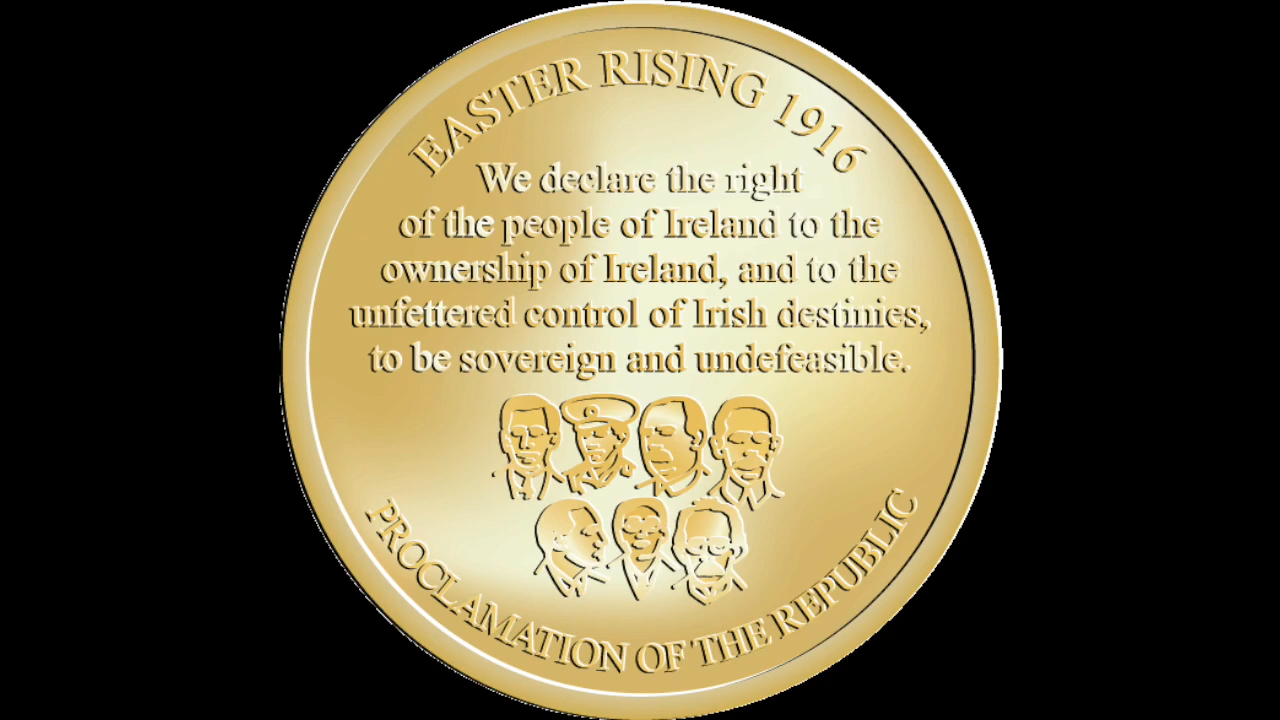 EASTER RISING 1916
We declare the right
of the people of Ireland to the
ownership of Ireland, and to the
unfettered control of Irish destinies,
to be sovereign and undefeasible.
PROCLAMATION OF THE REPUBLIC